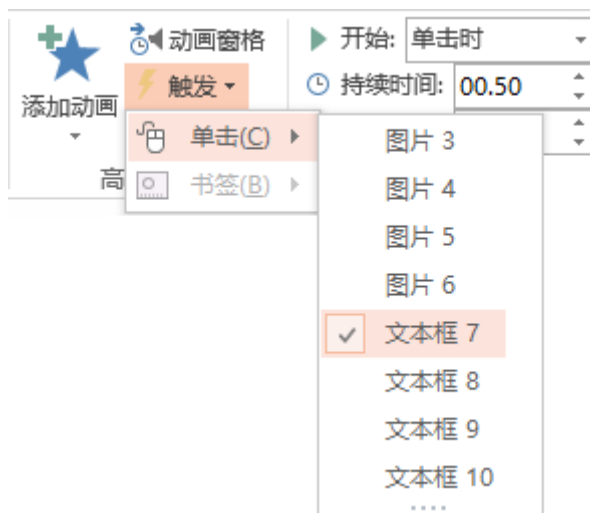 动画窗格
开始: 单击时
触发
持续时间: 00.50
添加动画
单击(C)
图片 3
高
书签(B)
图片 4
图片 5
图片 6
文本框 7
文本框 8
文本框 9
文本框 10